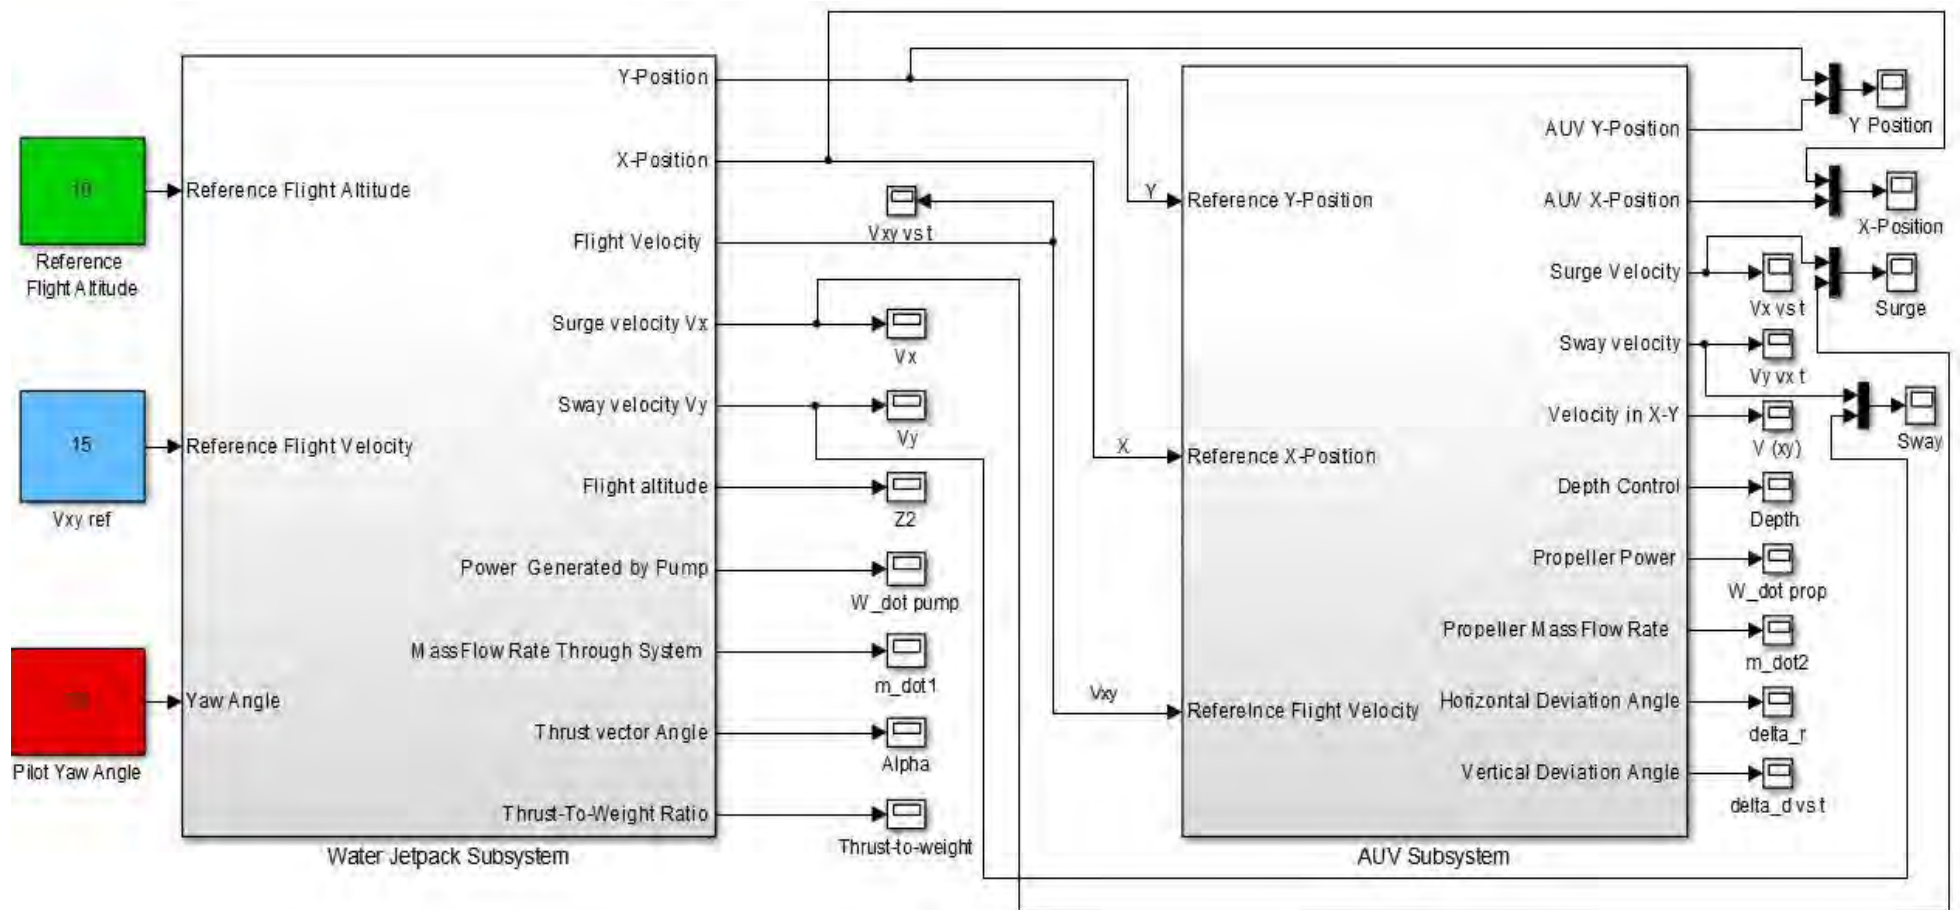 10
Reference
Flight Altitude
15
Vxy ref
Pilot Yaw Angle
Reference Flight Altitude
Reference Flight Velocity
Yaw Angle
Y-Position
X-Position
Flight Velocity
Surge velocity Vx
Sway velocity Vy
Flight altitude
Power Generated by Pump
Mass Flow Rate Through System
Thrust vector Angle
Thrust-To-Weight Ratio
Water Jetpack Subsystem
Vxy vs t
Vx
Vy
Z2
W_dot pump
m_dot1
Alpha
Thrust-to-weight
Y
X
Vxy
Reference Y-Position
Reference X-Position
Referelnce Flight Velocity
AUV Y-Position
AUV X-Position
Surge Velocity
Sway velocity
Velocity in X-Y
Depth Control
Propeller Power
Propeller Mass Flow Rate
Horizontal Deviation Angle
Vertical Deviation Angle
AUV Subsystem
Y Position
X-Position
Vx vs t
Surge
Vy vx t
V (xy)
Sway
Depth
W_dot prop
m_dot2
delta_r
delta_d vs t